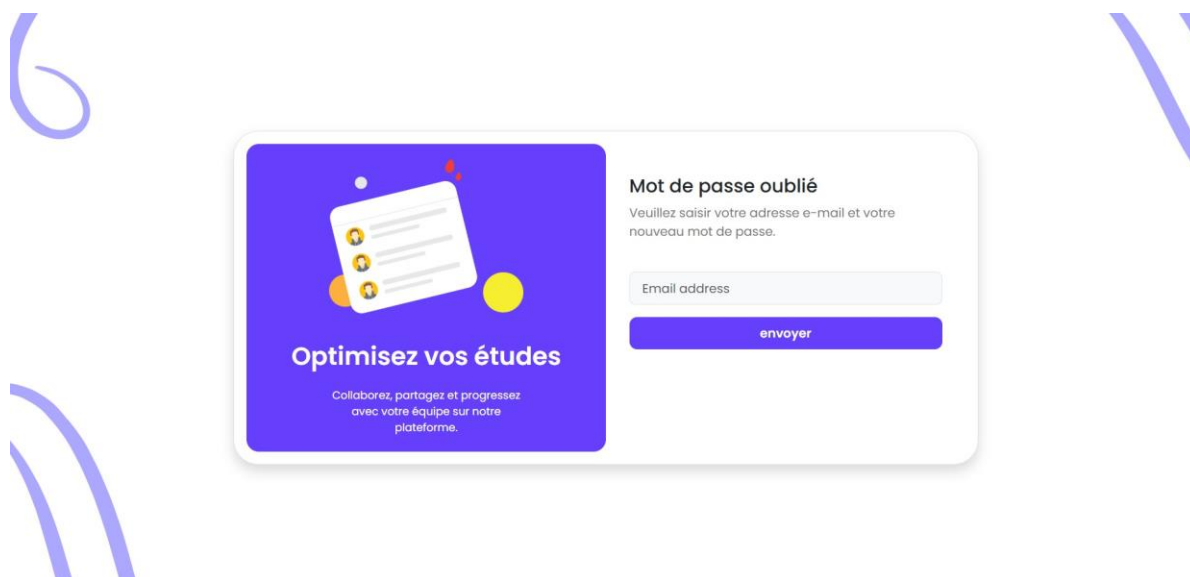 Optimisez vos études
Collaborez, partagez et progressez
avec votre équipe sur notre
plateforme.
Mot de passe oublié
Veuillez saisir votre adresse e-mail et votre
nouveau mot de passe.
Email address
envoyer